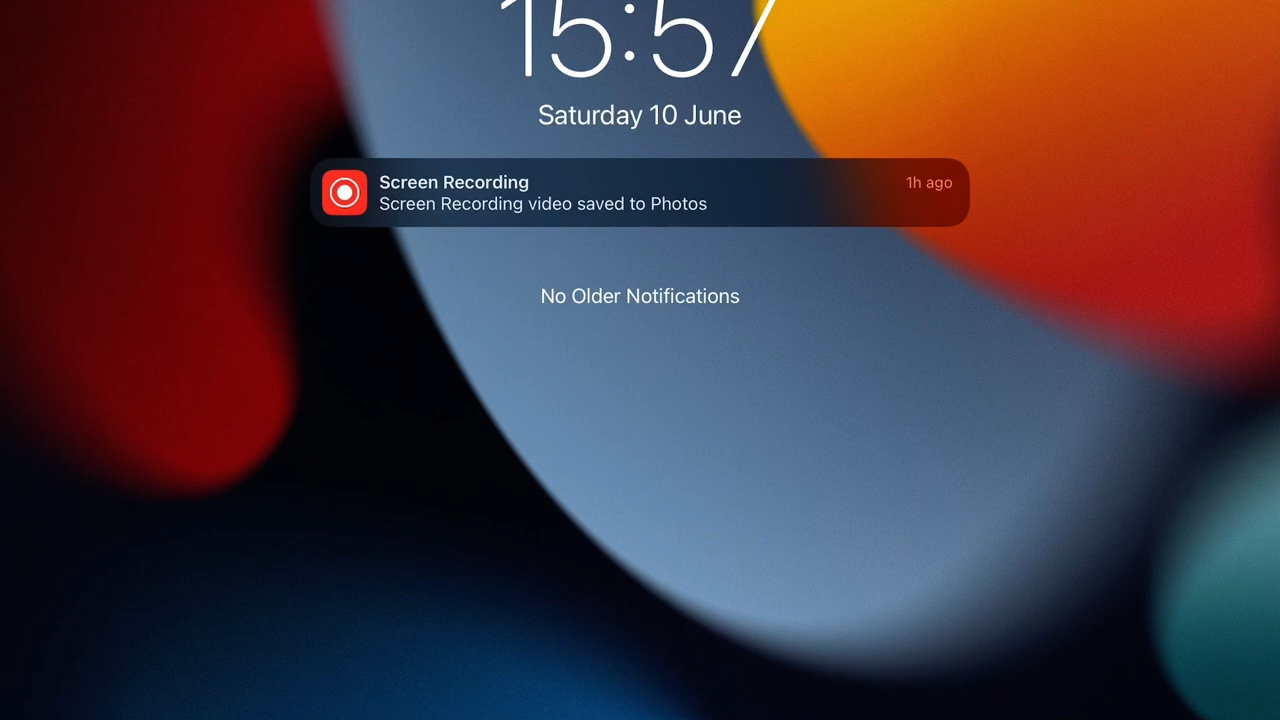 15:57
Saturday 10 June
Screen Recording
1h ago
Screen Recording video saved to Photos
No Older Notifications